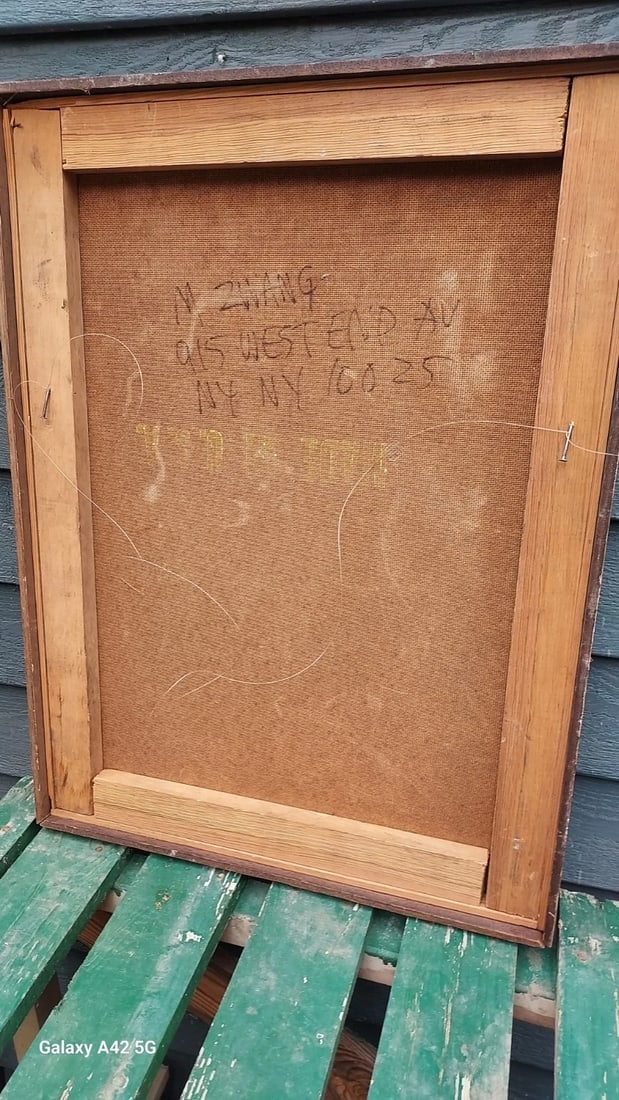 M. ZHANG
915 WEST END AV
NY NY 10025
Galaxy A42 5G